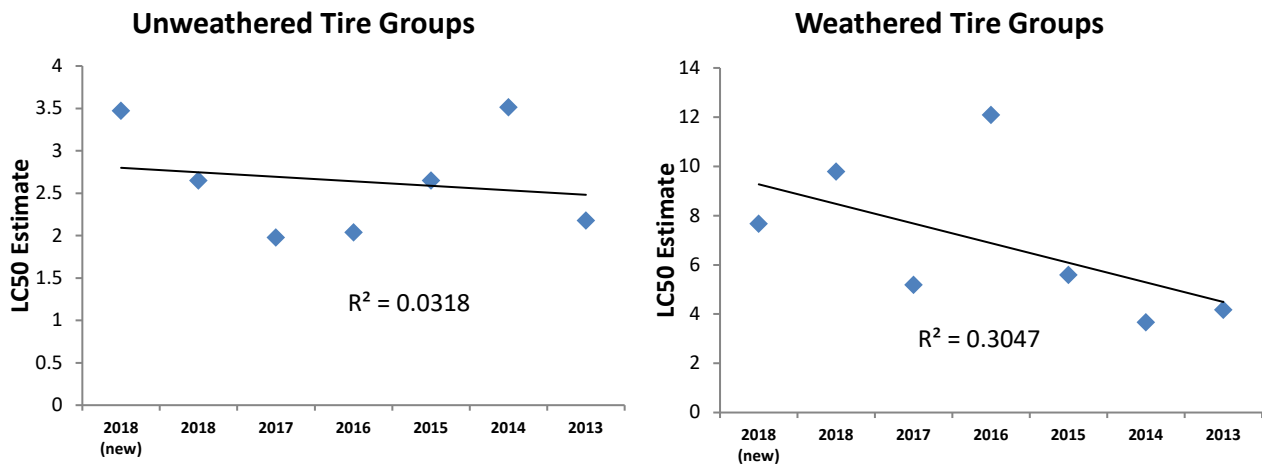 Unweathered Tire Groups
4
3.5
3
2.5
2
1.5
1
0.5
0
LC50 Estimate
R² = 0.0318
2018 2018 2017 2016 2015 2014 2013
(new)
Weathered Tire Groups
14
12
10
8
6
4
2
0
LC50 Estimate
R² = 0.3047
2018 2018 2017 2016 2015 2014 2013
(new)